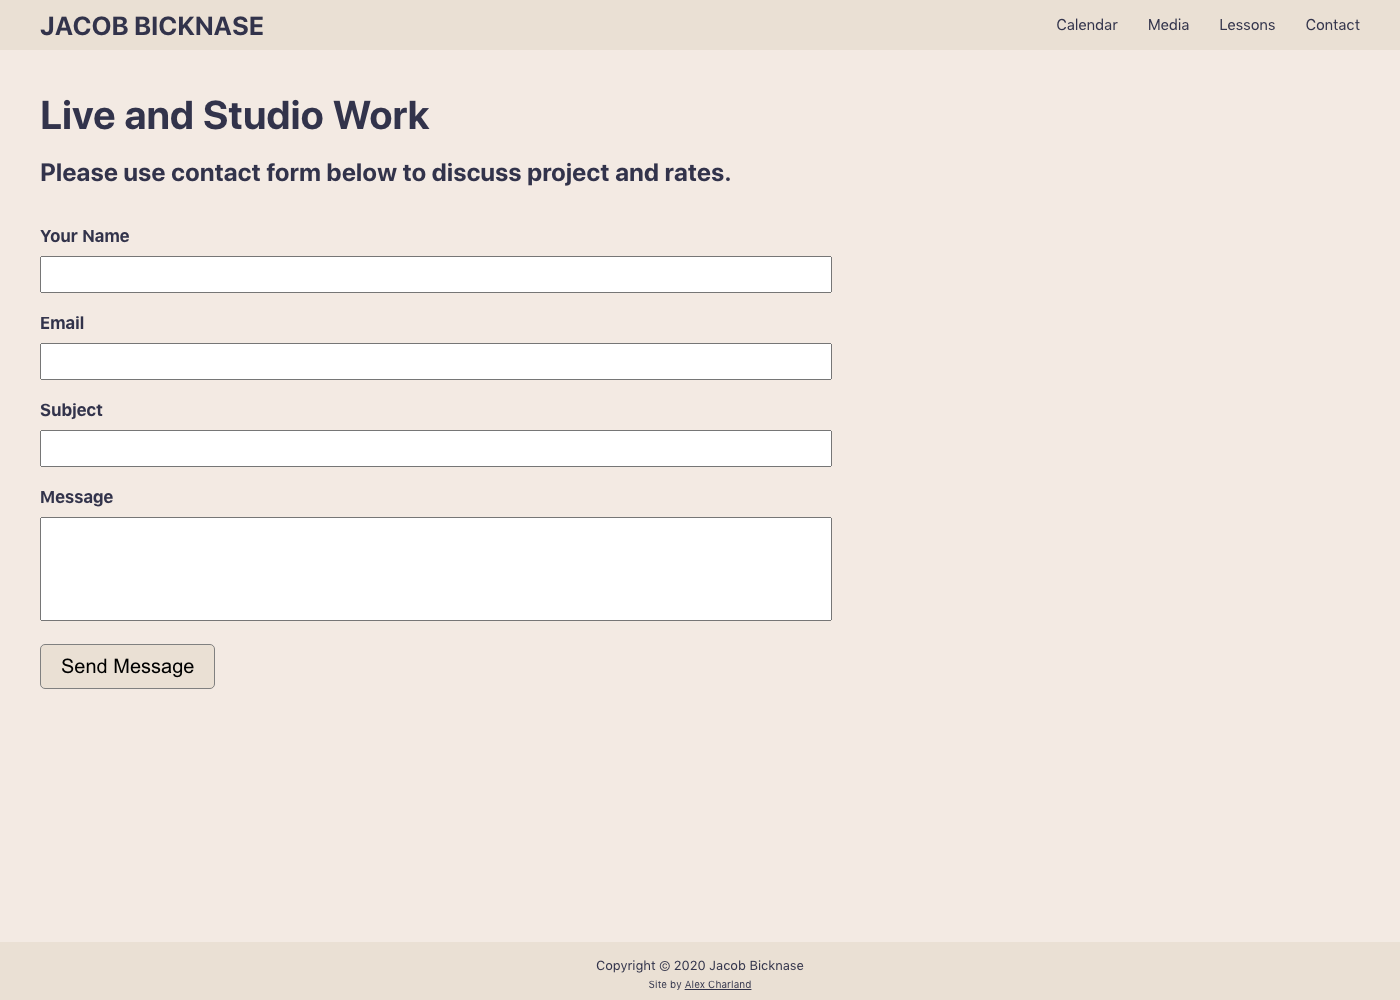 JACOB BICKNASE
Calendar Media Lessons Contact
Live and Studio Work
Please use contact form below to discuss project and rates.
Your Name
Email
Subject
Message
Send Message
Copyright © 2020 Jacob Bicknase
Site by Alex Charland